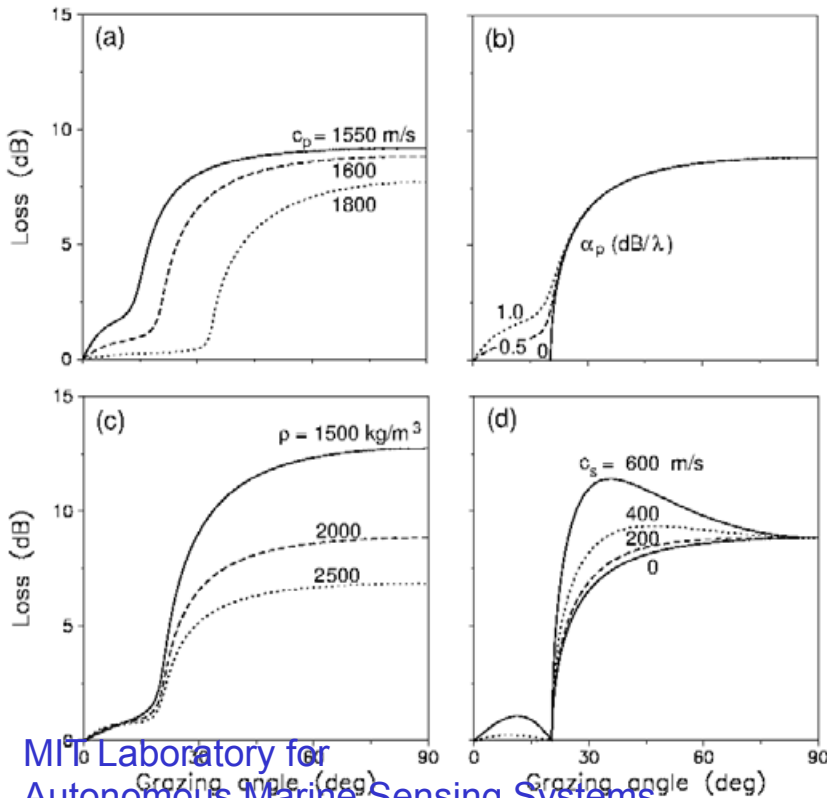 15
(a)
(b)
10
c_p = 1550 m/s
1600
1800
Loss (dB)
5
α_p (dB/λ)
1.0
0.5
0
0
15
(c)
(d)
ρ = 1500 kg/m³
c_s = 600 m/s
10
400
2000
200
0
Loss (dB)
2500
5
0
0 30 60 90 0 30 60 90
MIT Laboratory for
Grazing angle (deg) Grazing angle (deg)
Autonomous Marine Sensing Systems